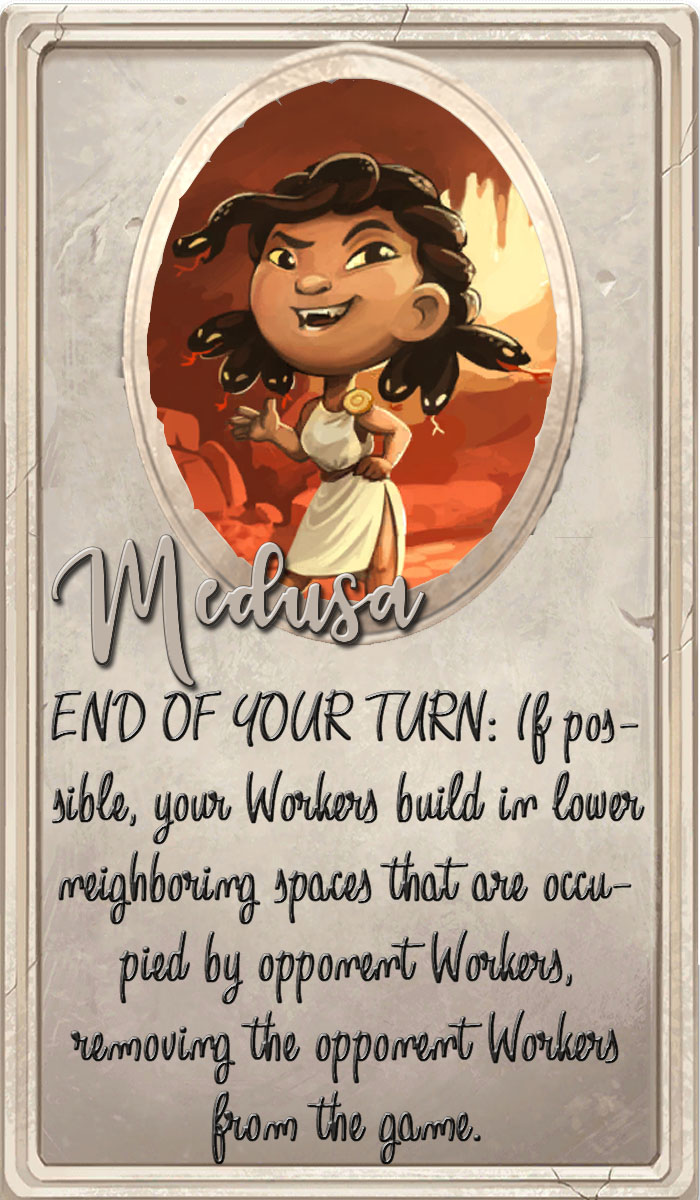 Medusa
END OF YOUR TURN: If pos-
sible, your Workers build in lower
neighboring spaces that are occu-
pied by opponent Workers,
removing the opponent Workers
from the game.